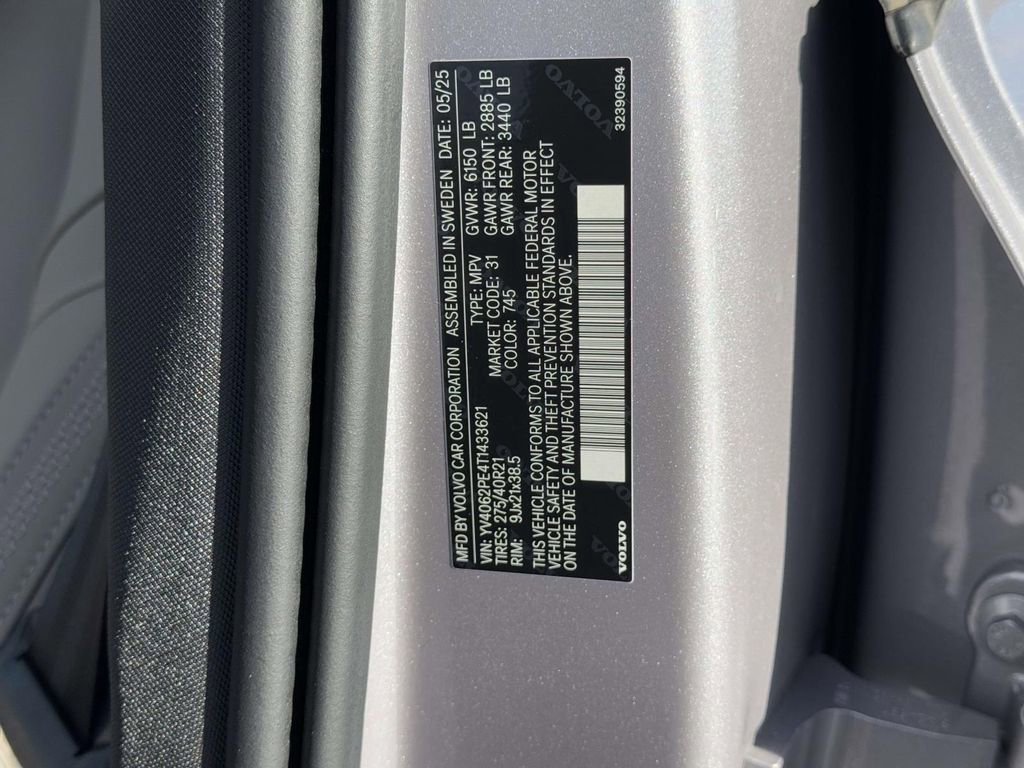 MFD BY VOLVO CAR CORPORATION ASSEMBLED IN SWEDEN DATE: 05/25
VIN: YV4062PE4T1433621 TYPE: MPV GVWR: 6150 LB
TIRES: 275/40R21 MARKET CODE: 31 GAWR FRONT: 2885 LB
RIM: 9Jx21x38.5 COLOR: 745 GAWR REAR: 3440 LB
THIS VEHICLE CONFORMS TO ALL APPLICABLE FEDERAL MOTOR
VEHICLE SAFETY AND THEFT PREVENTION STANDARDS IN EFFECT
ON THE DATE OF MANUFACTURE SHOWN ABOVE.
VOLVO 32390594